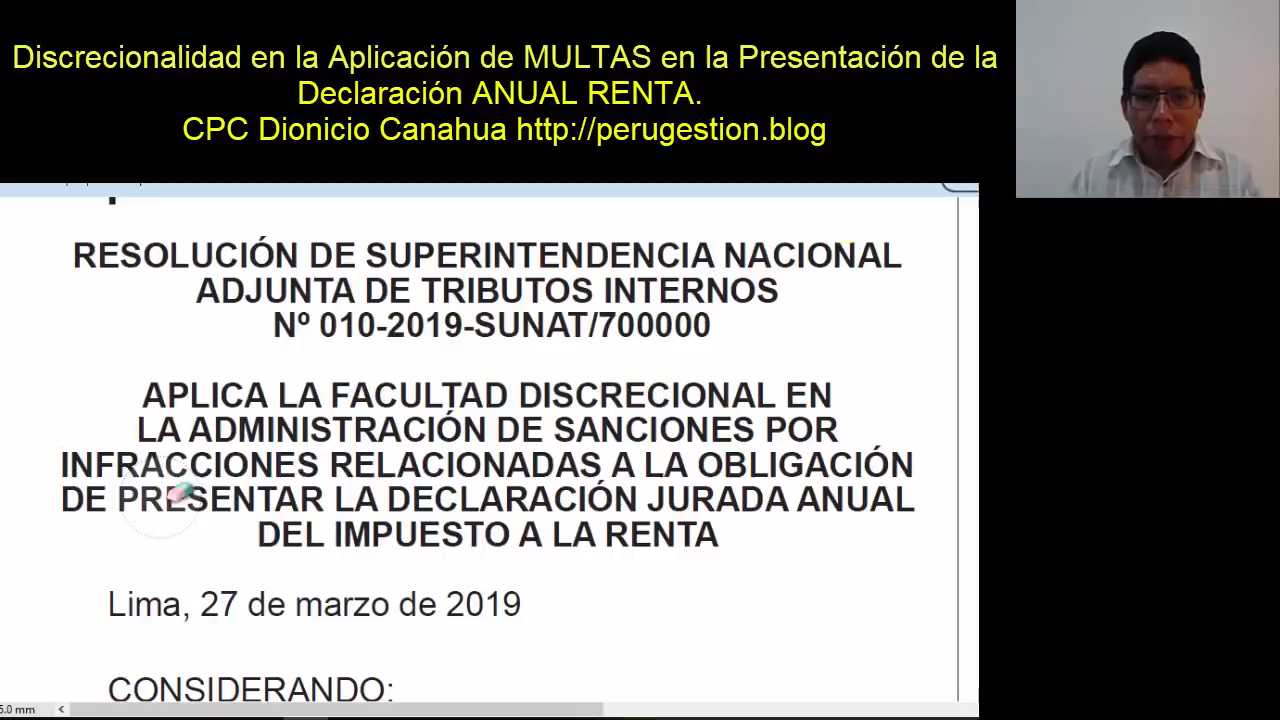 Discrecionalidad en la Aplicación de MULTAS en la Presentación de la
Declaración ANUAL RENTA.
CPC Dionicio Canahua http://perugestion.blog
RESOLUCIÓN DE SUPERINTENDENCIA NACIONAL
ADJUNTA DE TRIBUTOS INTERNOS
Nº 010-2019-SUNAT/700000
APLICA LA FACULTAD DISCRECIONAL EN
LA ADMINISTRACIÓN DE SANCIONES POR
INFRACCIONES RELACIONADAS A LA OBLIGACIÓN
DE PRESENTAR LA DECLARACIÓN JURADA ANUAL
DEL IMPUESTO A LA RENTA
Lima, 27 de marzo de 2019
CONSIDERANDO:
5.0 mm